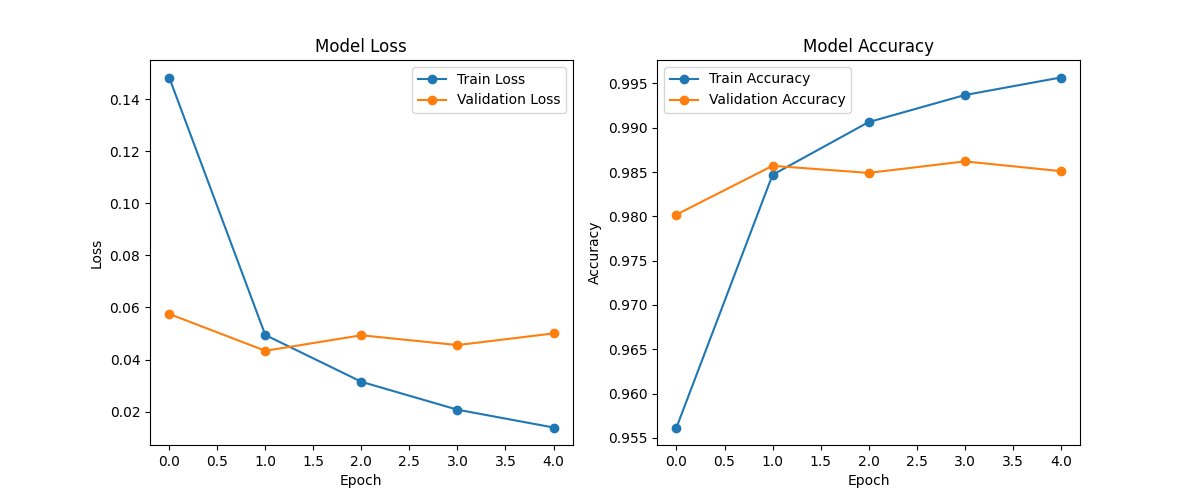 Model Loss
Train Loss
Validation Loss
0.14
0.12
0.10
0.08
0.06
0.04
0.02
Loss
0.0 0.5 1.0 1.5 2.0 2.5 3.0 3.5 4.0
Epoch
Model Accuracy
Train Accuracy
Validation Accuracy
0.995
0.990
0.985
0.980
0.975
0.970
0.965
0.960
0.955
Accuracy
0.0 0.5 1.0 1.5 2.0 2.5 3.0 3.5 4.0
Epoch